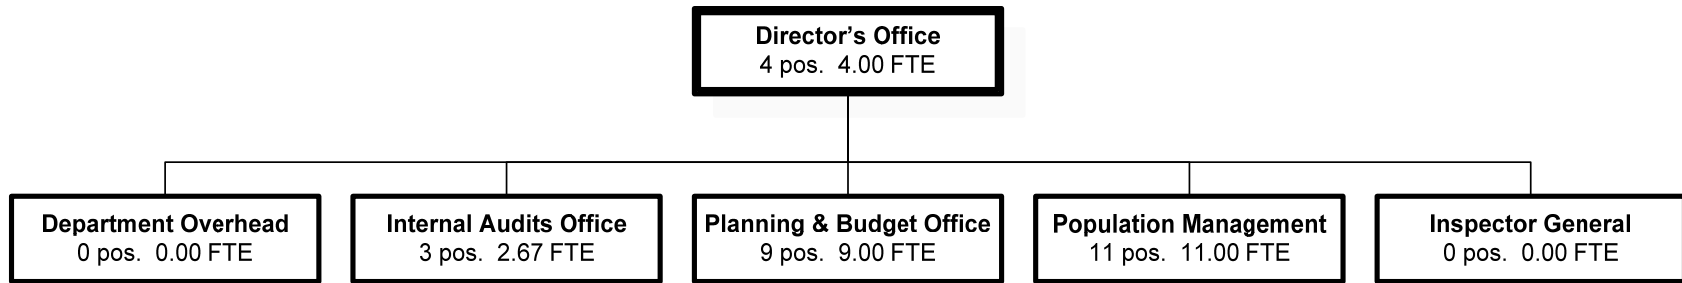 Director’s Office
4 pos.  4.00 FTE
Department Overhead
0 pos.  0.00 FTE
Internal Audits Office
3 pos.  2.67 FTE
Planning & Budget Office
9 pos.  9.00 FTE
Population Management
11 pos.  11.00 FTE
Inspector General
0 pos.  0.00 FTE